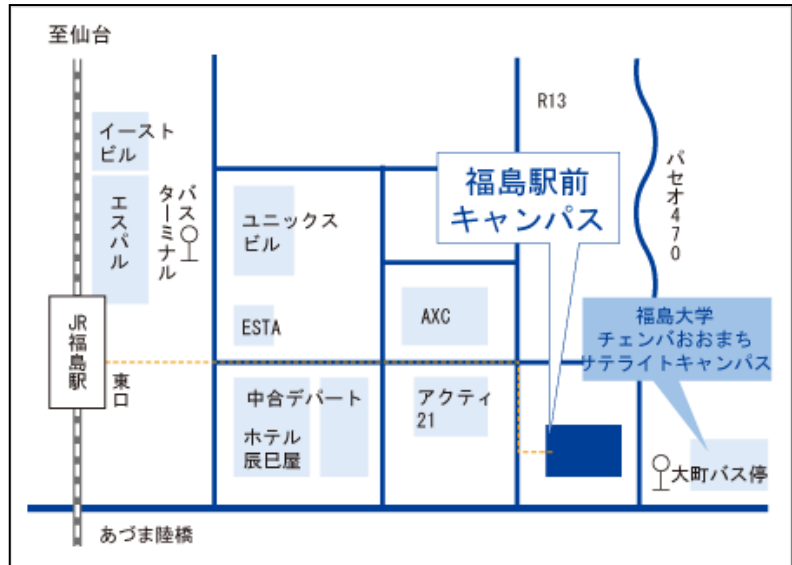 至仙台
R13
イースト
ビル
エスパル
バス
ターミナル
ユニックス
ビル
福島駅前
キャンパス
パセオ470
JR福島駅
東口
ESTA
AXC
福島大学
チェンバおおまち
サテライトキャンパス
中合デパート
ホテル
辰巳屋
アクティ
21
大町バス停
あづま陸橋